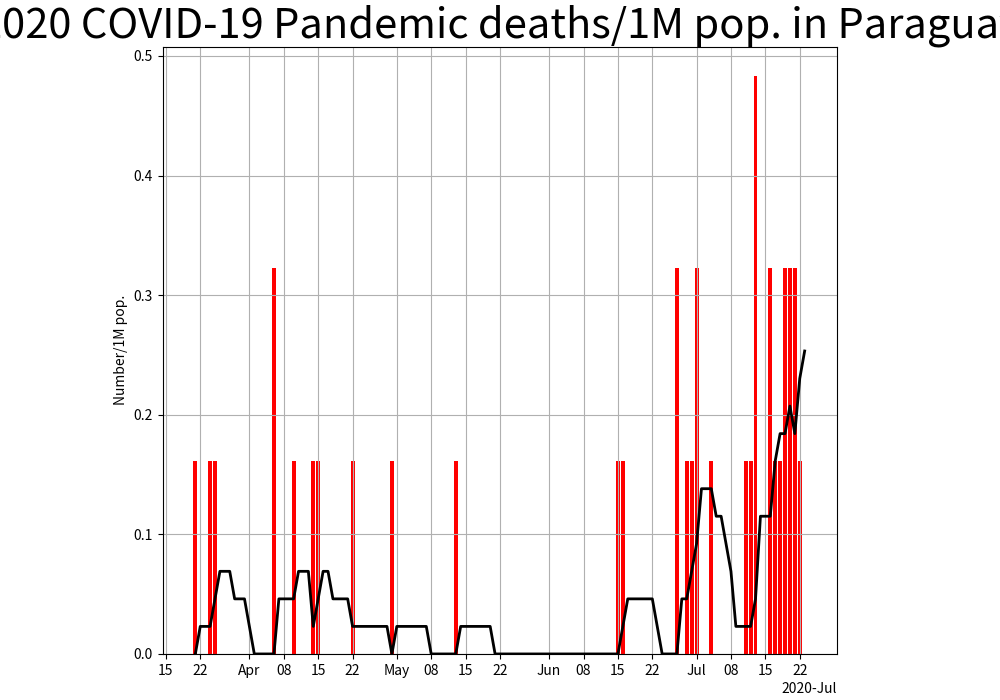 020 COVID-19 Pandemic deaths/1M pop. in Paragua
0.5
0.4
0.3
0.2
0.1
0.0
Number/1M pop.
15 22 Apr 08 15 22 May 08 15 22 Jun 08 15 22 Jul 08 15 22
2020-Jul